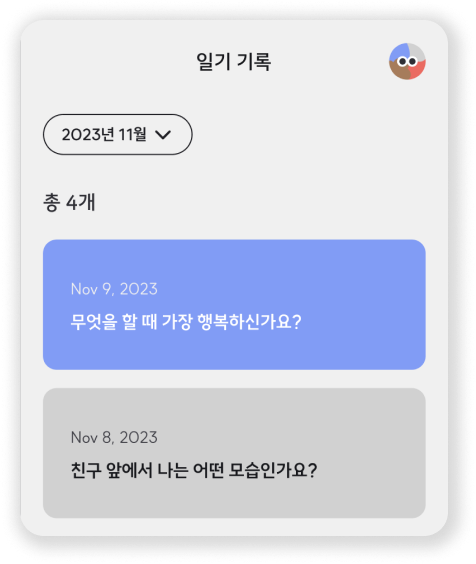 일기 기록
2023년 11월
총 4개
Nov 9, 2023
무엇을 할 때 가장 행복하신가요?
Nov 8, 2023
친구 앞에서 나는 어떤 모습인가요?